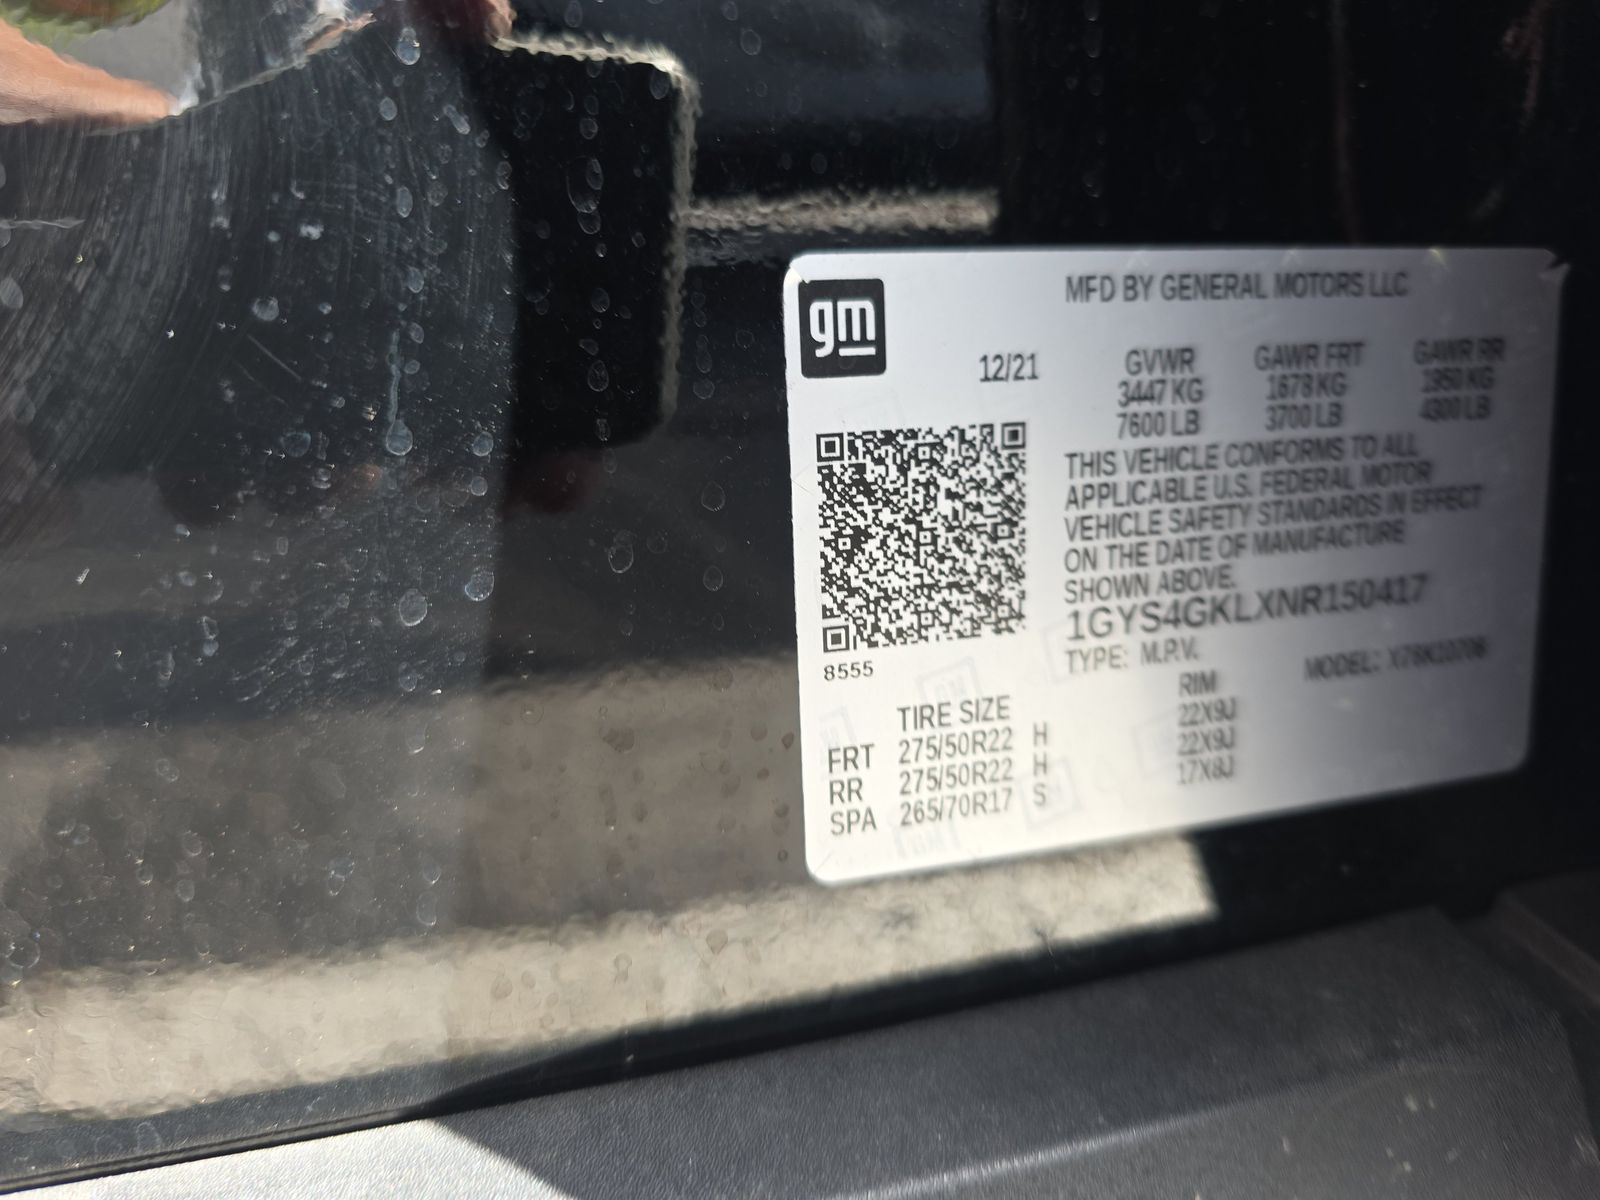 gm
MFD BY GENERAL MOTORS LLC
12/21 GVWR GAWR FRT GAWR RR
3447 KG 1678 KG 1950 KG
7600 LB 3700 LB 4300 LB
THIS VEHICLE CONFORMS TO ALL
APPLICABLE U.S. FEDERAL MOTOR
VEHICLE SAFETY STANDARDS IN EFFECT
ON THE DATE OF MANUFACTURE
SHOWN ABOVE.
1GYS4GKLXNR150417
8555
TYPE: M.P.V. MODEL:
TIRE SIZE RIM
FRT 275/50R22 H 22X9J
RR 275/50R22 H 22X9J
SPA 265/70R17 S 17X8J